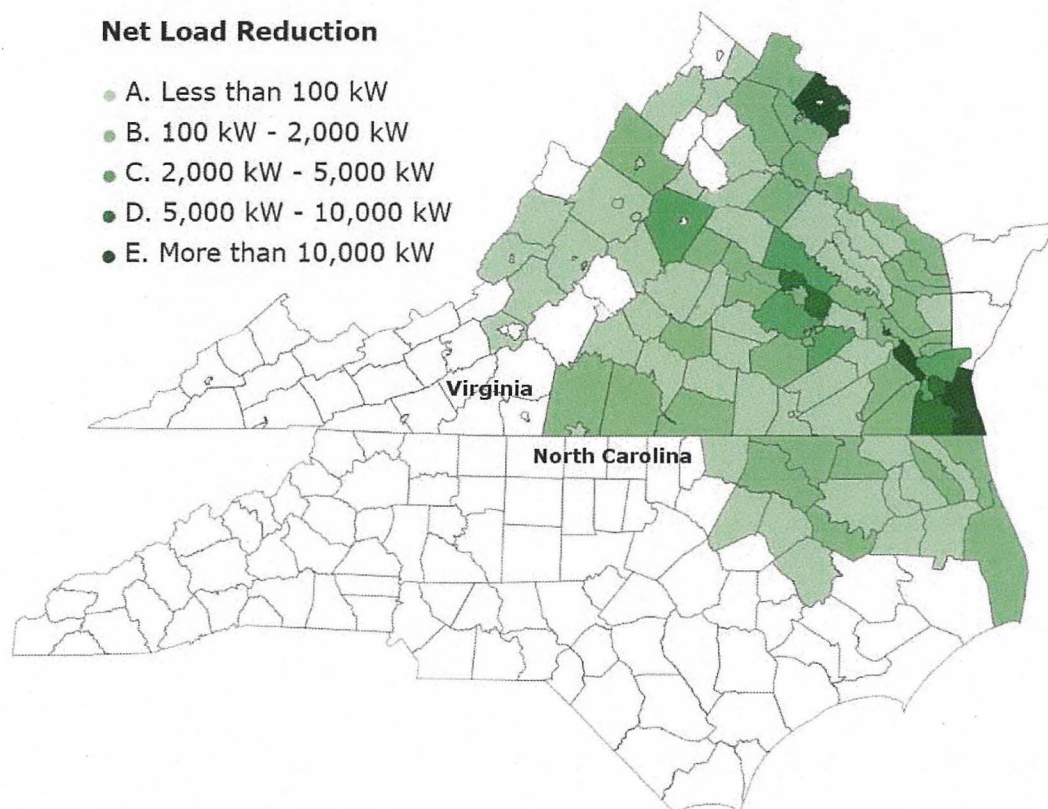 Net Load Reduction
A. Less than 100 kW
B. 100 kW - 2,000 kW
C. 2,000 kW - 5,000 kW
D. 5,000 kW - 10,000 kW
E. More than 10,000 kW
Virginia
North Carolina